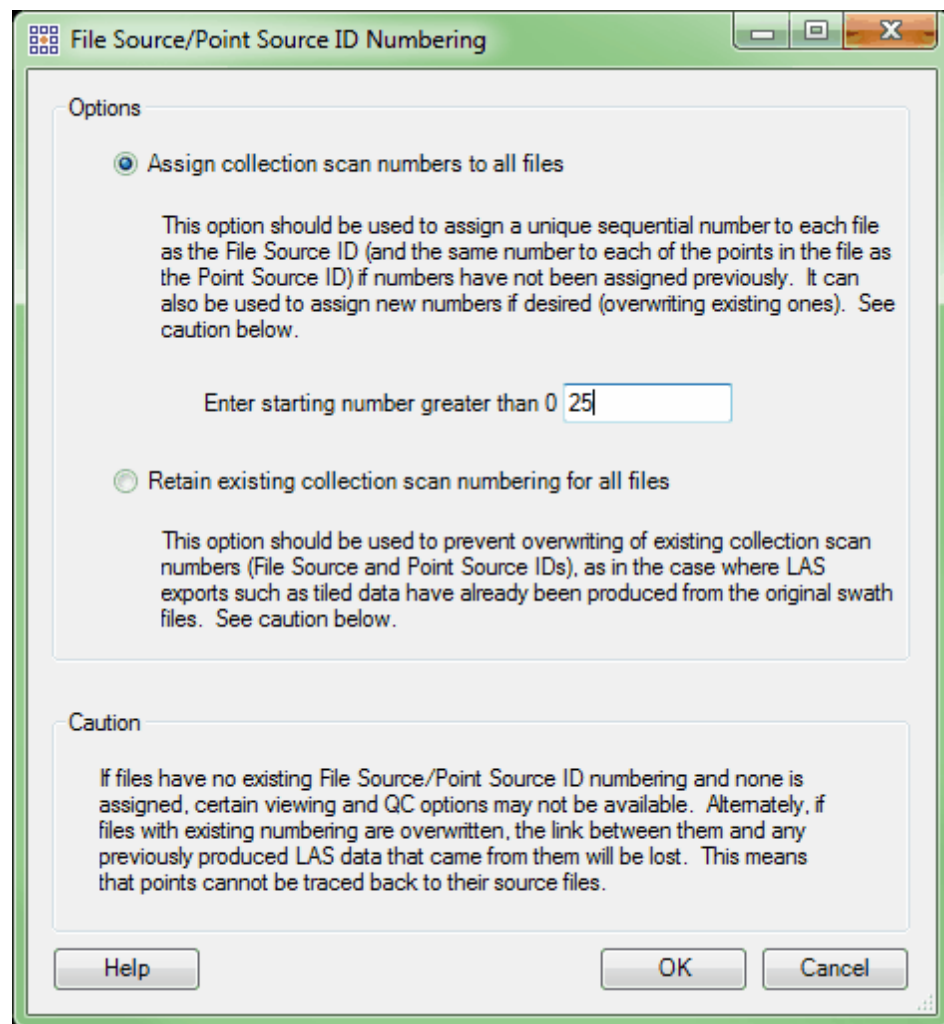 File Source/Point Source ID Numbering
Options
Assign collection scan numbers to all files
This option should be used to assign a unique sequential number to each file
as the File Source ID (and the same number to each of the points in the file as
the Point Source ID) if numbers have not been assigned previously.  It can
also be used to assign new numbers if desired (overwriting existing ones).  See
caution below.
Enter starting number greater than 0 25
Retain existing collection scan numbering for all files
This option should be used to prevent overwriting of existing collection scan
numbers (File Source and Point Source IDs), as in the case where LAS
exports such as tiled data have already been produced from the original swath
files.  See caution below.
Caution
If files have no existing File Source/Point Source ID numbering and none is
assigned, certain viewing and QC options may not be available.  Alternately, if
files with existing numbering are overwritten, the link between them and any
previously produced LAS data that came from them will be lost.  This means
that points cannot be traced back to their source files.
Help OK Cancel